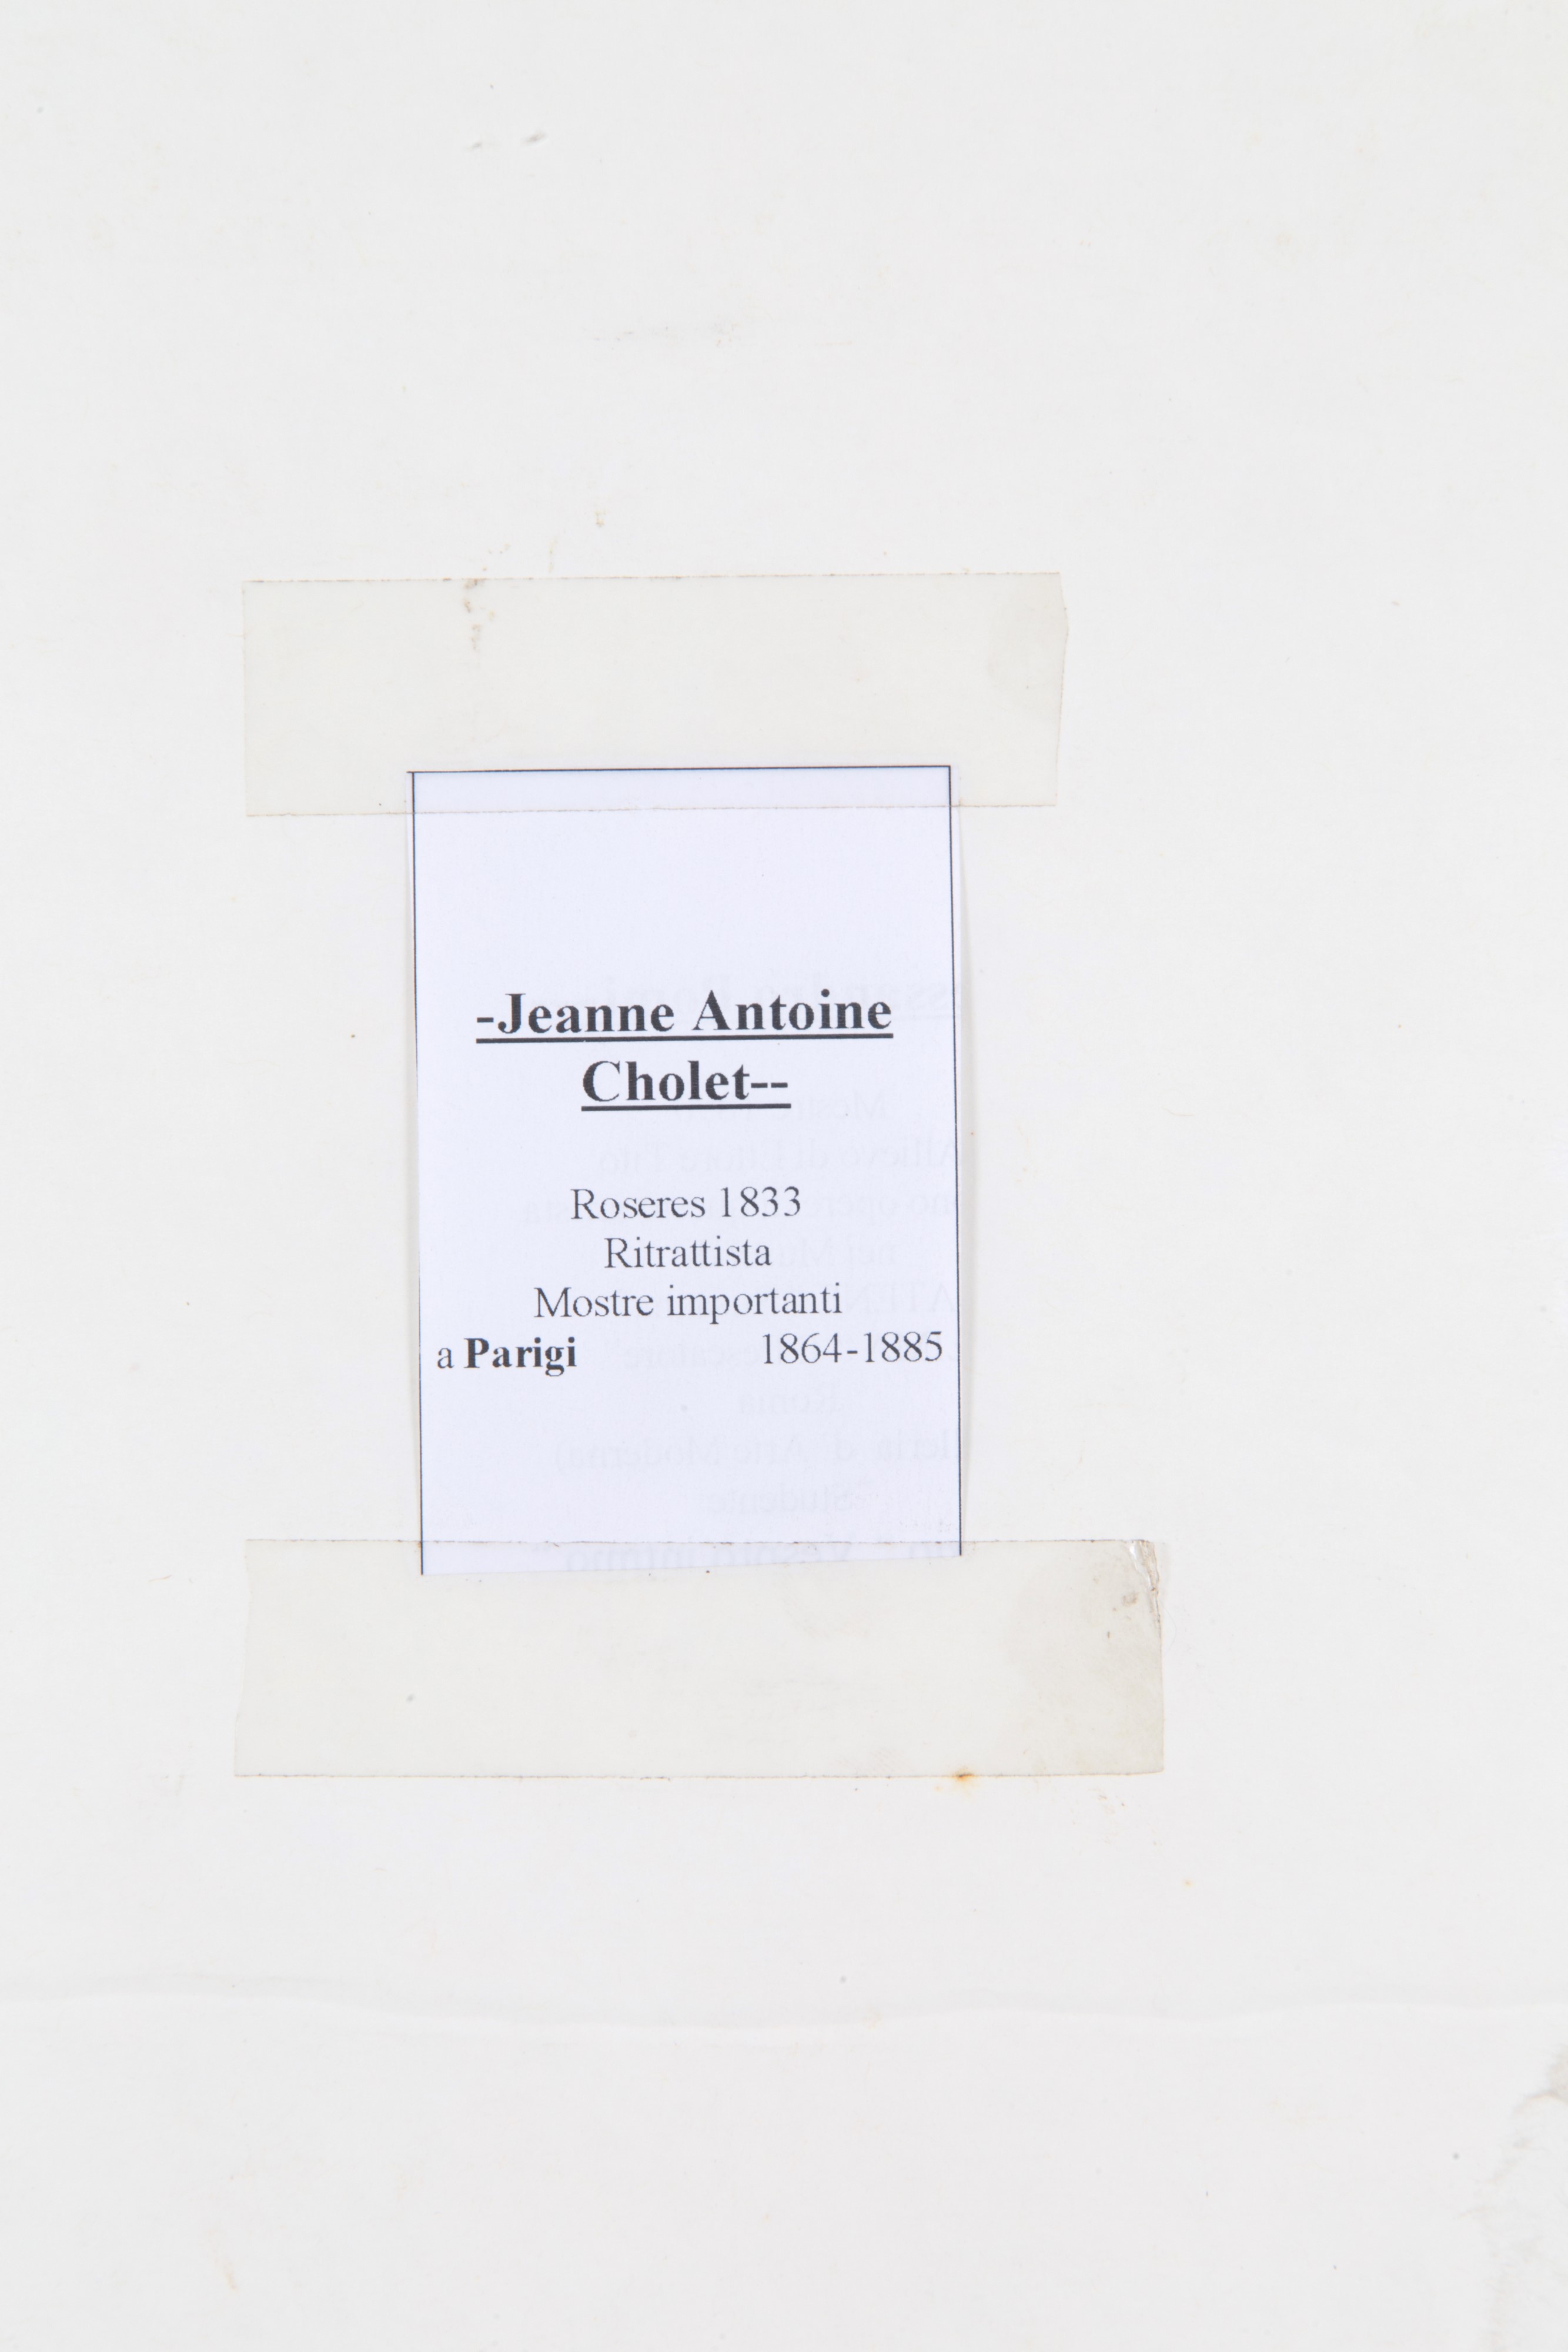 -Jeanne Antoine
Cholet--
Roseres 1833
Ritrattista
Mostre importanti
a Parigi 1864-1885